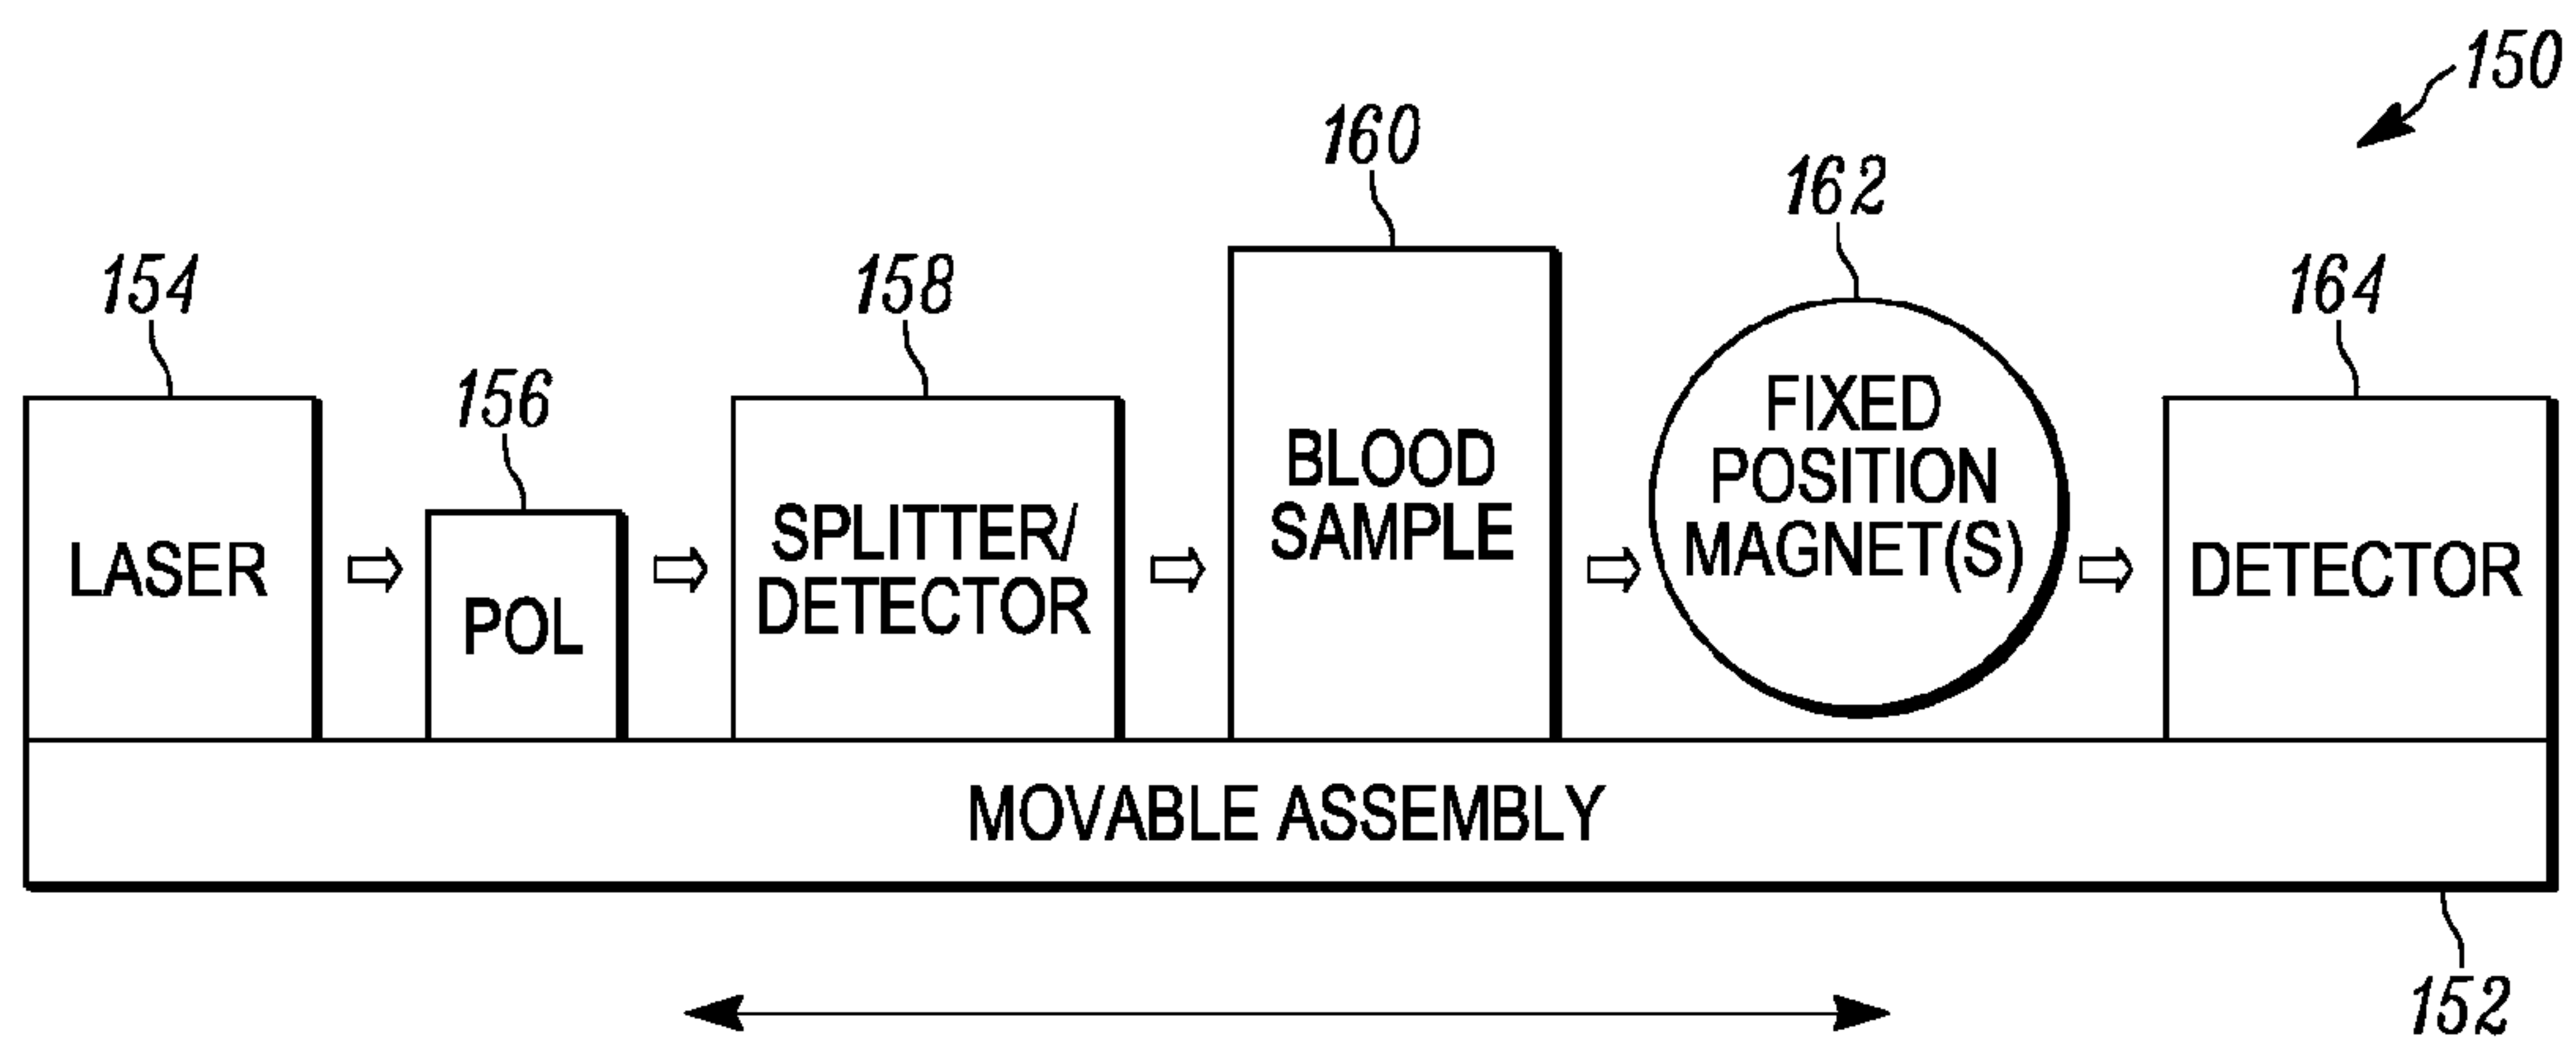 150
160
162
154
158
164
156
LASER
POL
SPLITTER/
DETECTOR
BLOOD
SAMPLE
FIXED
POSITION
MAGNET(S)
DETECTOR
MOVABLE ASSEMBLY
152